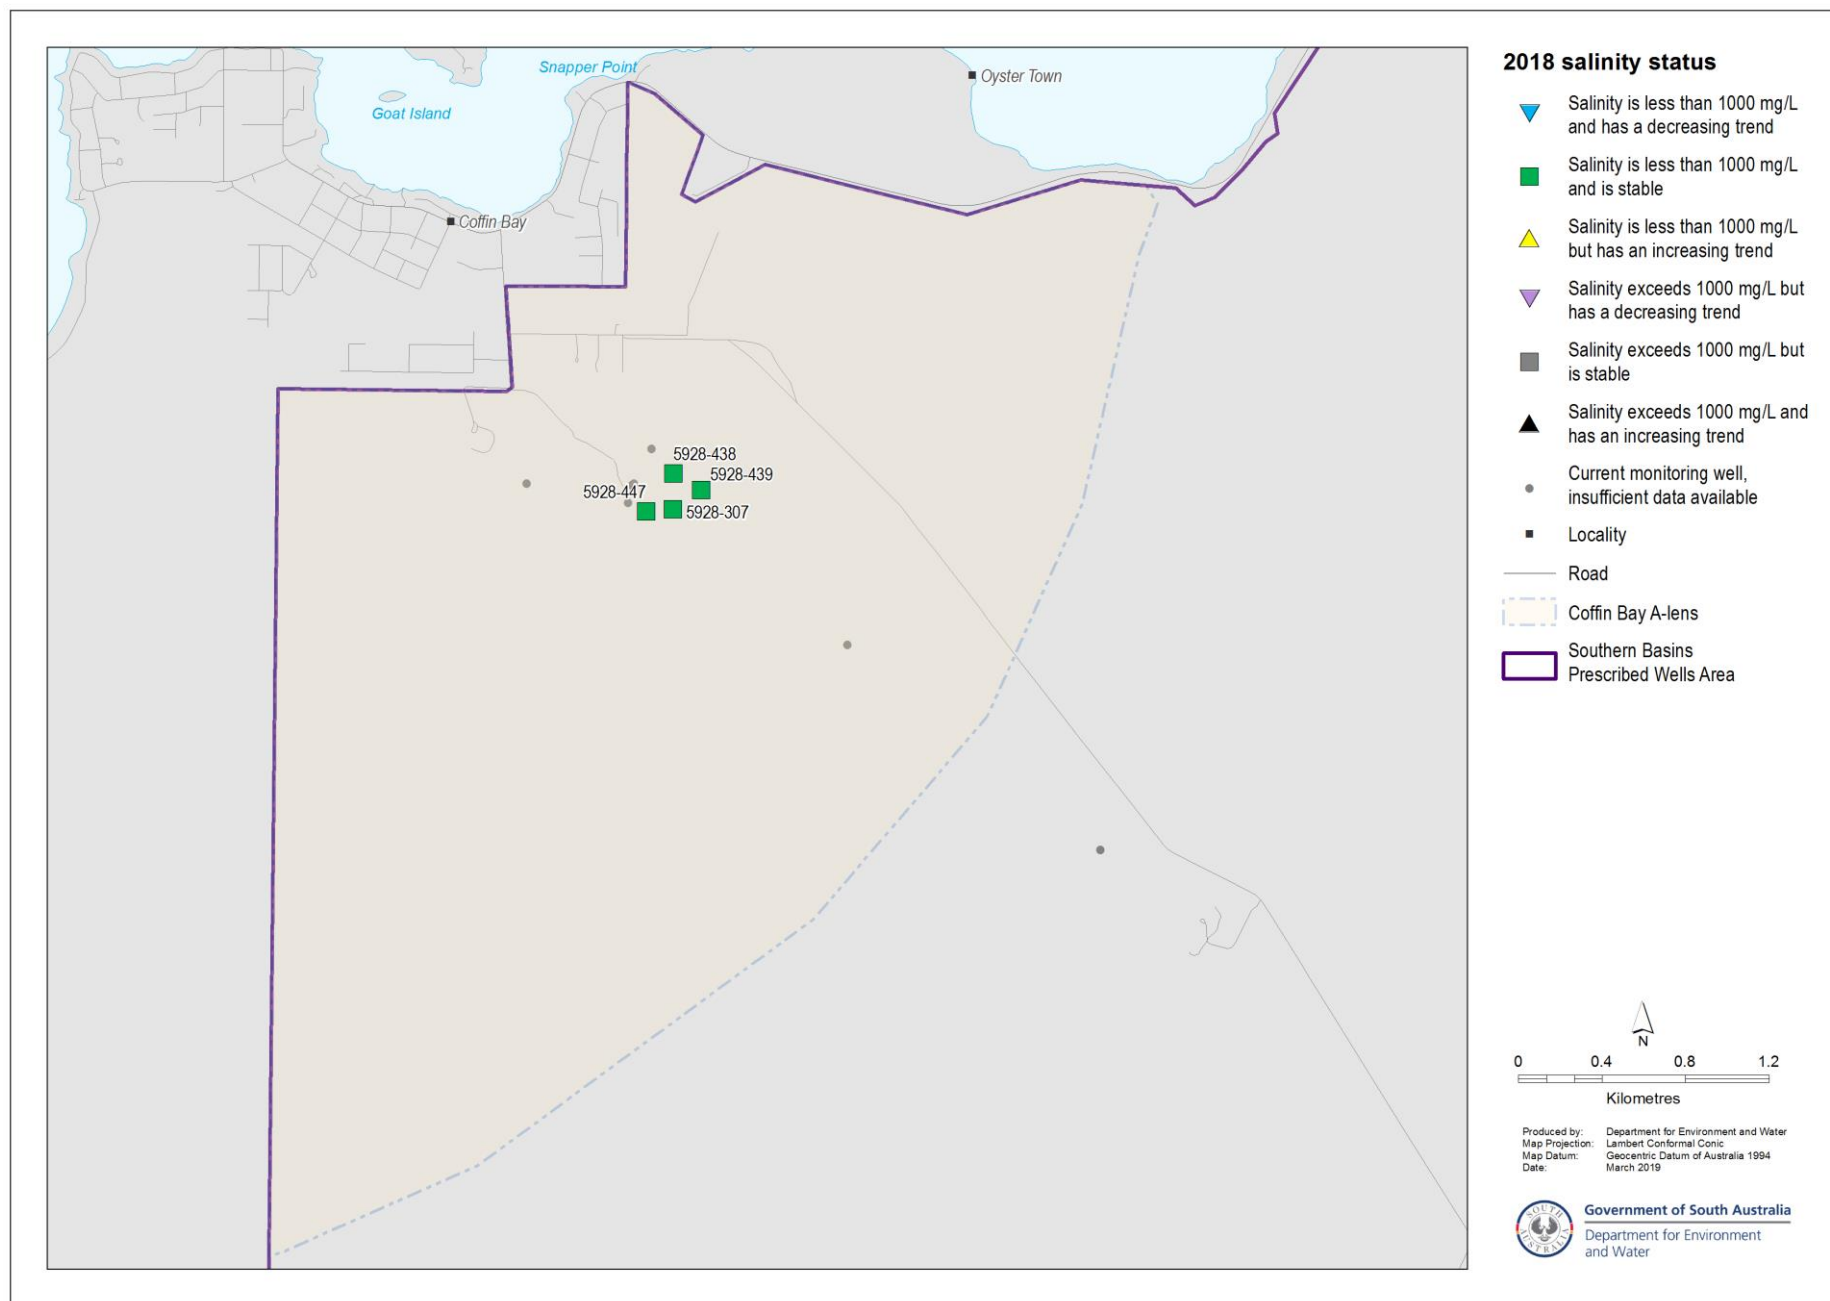 Snapper Point
Oyster Town
Goat Island
Coffin Bay
5928-438
5928-439
5928-447
5928-307
2018 salinity status
Salinity is less than 1000 mg/L
and has a decreasing trend
Salinity is less than 1000 mg/L
and is stable
Salinity is less than 1000 mg/L
but has an increasing trend
Salinity exceeds 1000 mg/L but
has a decreasing trend
Salinity exceeds 1000 mg/L but
is stable
Salinity exceeds 1000 mg/L and
has an increasing trend
Current monitoring well,
insufficient data available
Locality
Road
Coffin Bay A-lens
Southern Basins
Prescribed Wells Area
N
0 0.4 0.8 1.2
Kilometres
Produced by: Department for Environment and Water
Map Projection: Lambert Conformal Conic
Map Datum: Geocentric Datum of Australia 1994
Date: March 2019
SOUTH AUSTRALIA
Government of South Australia
Department for Environment
and Water